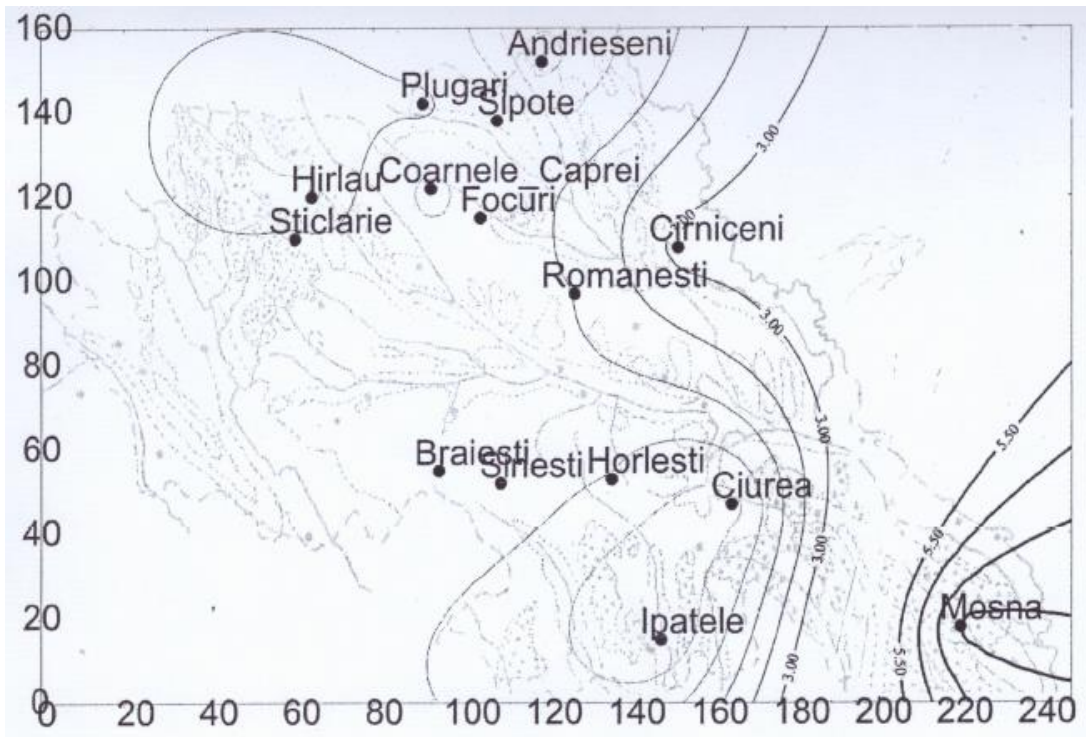 160
Andrieseni
Plugari
Sipote
140
3.00
Hirlau
Coarnele Caprei
120
Focuri
Sticlarie
Cirniceni
100
Romanesti
3.00
80
3.00
5.50
60
Braiesti
Horlesti
Ciurea
40
5.50
3.00
20
Ipatele
Mosna
5.50
3.00
0
0 20 40 60 80 100 120 140 160 180 200 220 240